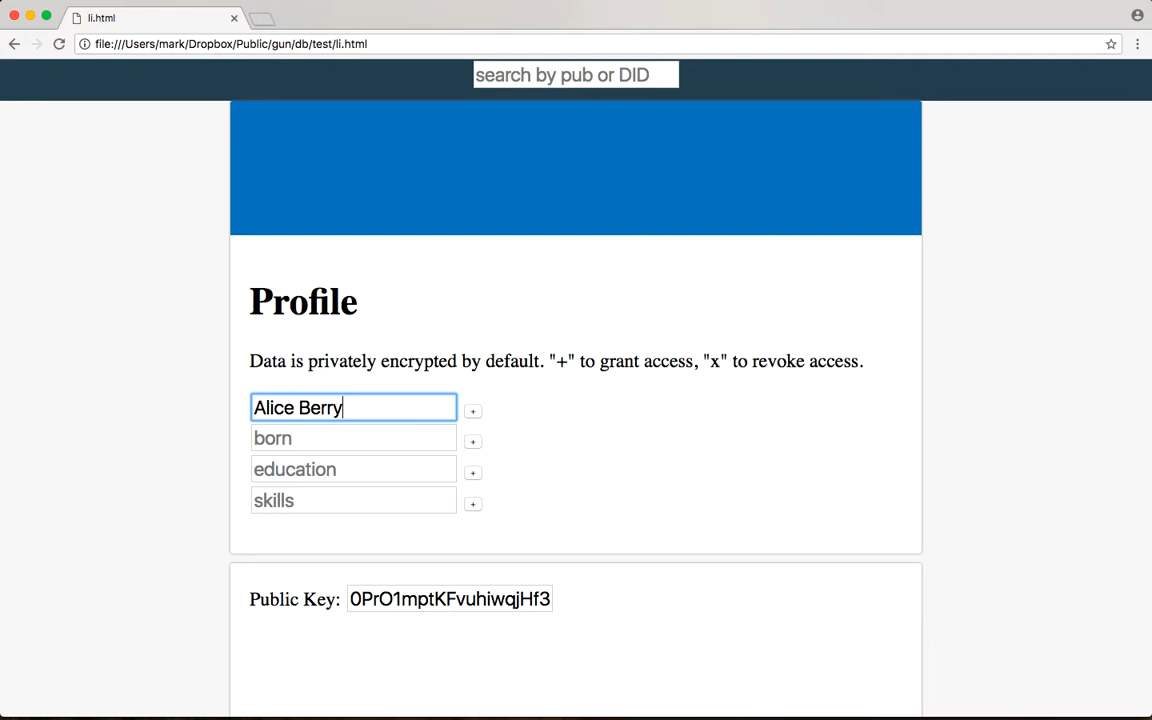 li.html
file:///Users/mark/Dropbox/Public/gun/db/test/li.html
search by pub or DID
Profile
Data is privately encrypted by default. "+" to grant access, "x" to revoke access.
Alice Berry +
born +
education +
skills +
Public Key: 0PrO1mptKFvuhiwqjHf3